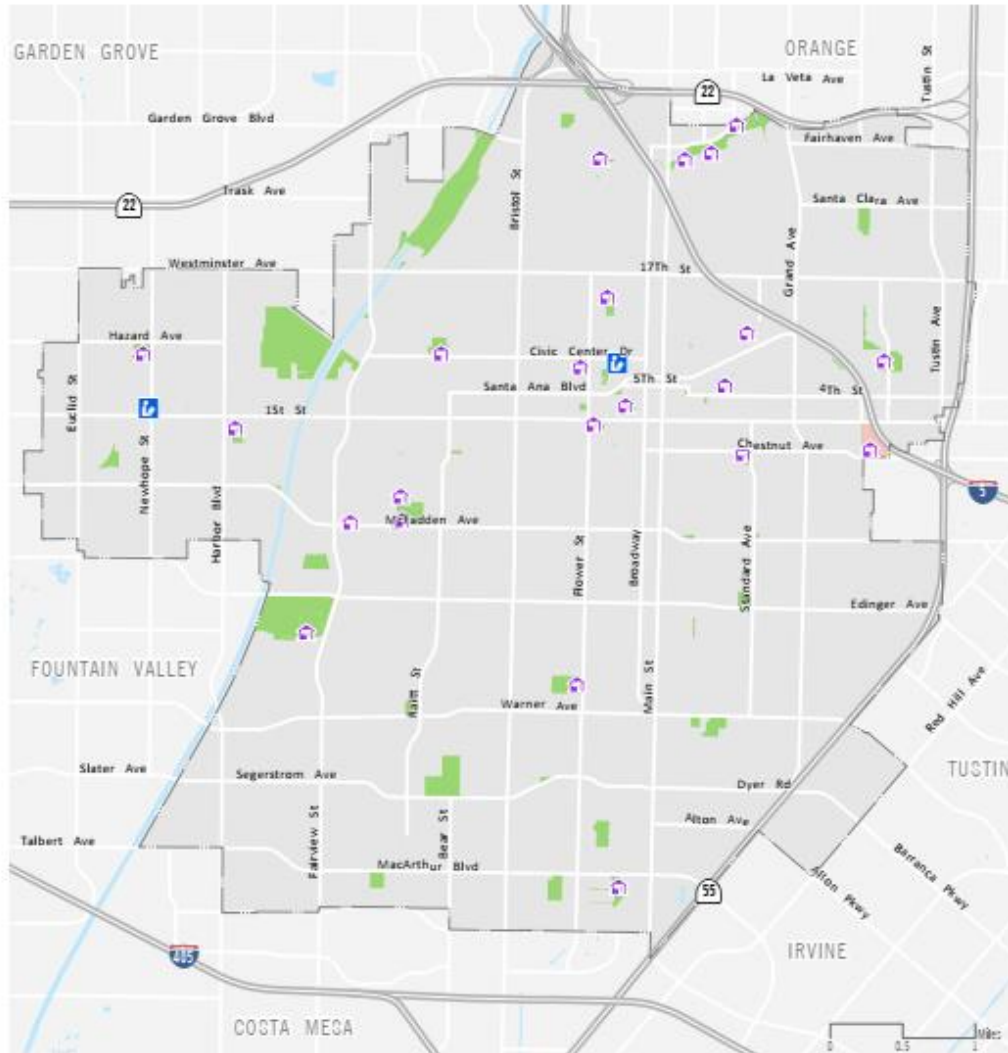 GARDEN GROVE
ORANGE
La Veta Ave
Tustin St
22
Garden Grove Blvd
Fairhaven Ave
Trask Ave
22
Bristol St
Santa Clara Ave
Grand Ave
Westminster Ave
17Th St
Hazard Ave
Civic Center Dr
Tustin Ave
Euclid St
Santa Ana Blvd
5Th St
4Th St
1St St
Newhope St
Chestnut Ave
5
Harbor Blvd
McFadden Ave
Flower St
Broadway
Standard Ave
Edinger Ave
FOUNTAIN VALLEY
Raitt St
Main St
Warner Ave
Red Hill Ave
Slater Ave
Segerstrom Ave
Dyer Rd
TUSTIN
Alton Ave
Talbert Ave
Fairview St
Bear St
MacArthur Blvd
Barranca Pkwy
Alton Pkwy
55
405
IRVINE
COSTA MESA
Miles
0 0.5 1